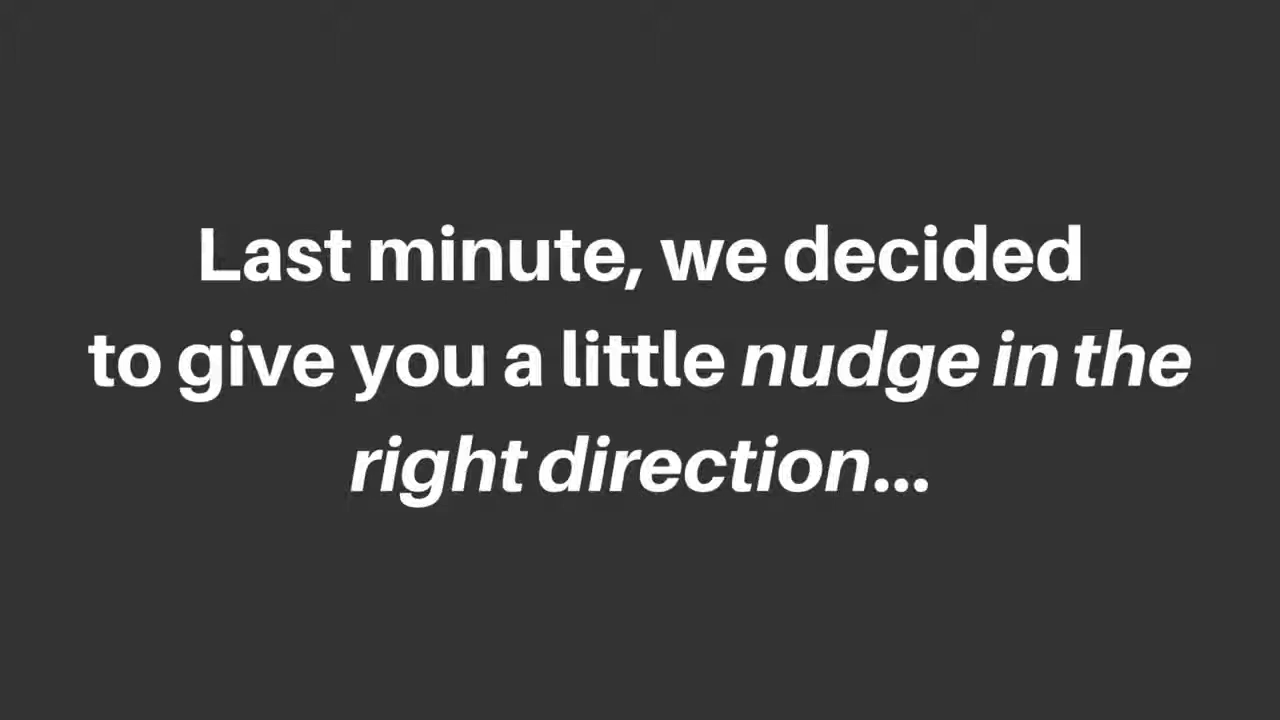 Last minute, we decided
to give you a little nudge in the
right direction...